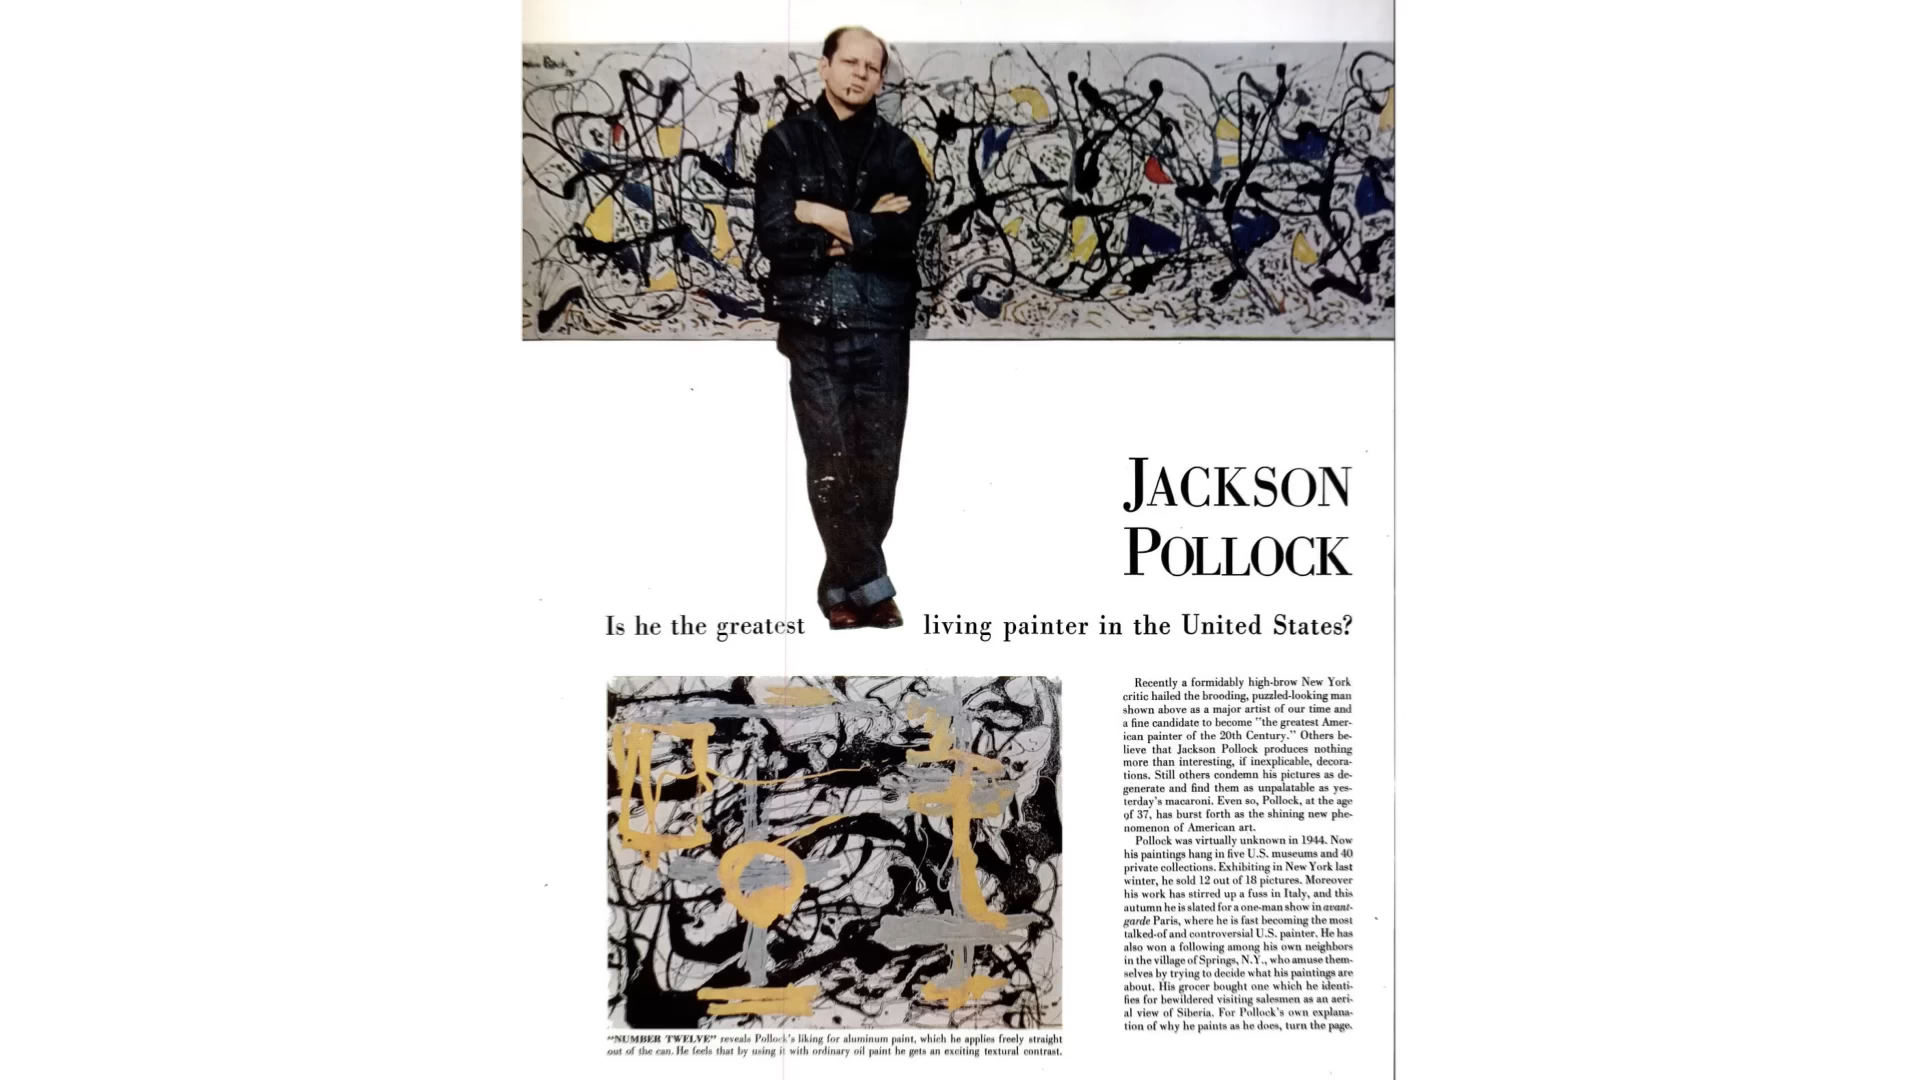 JACKSON
POLLOCK
Is he the greatest living painter in the United States?
Recently a formidably high-brow New York
critic hailed the brooding, puzzled-looking man
shown above as a major artist of our time and
a fine candidate to become "the greatest Amer-
ican painter of the 20th Century." Others be-
lieve that Jackson Pollock produces nothing
more than interesting, if inexplicable, decora-
tions. Still others condemn his pictures as de-
generate and find them as unpalatable as yes-
terday's macaroni. Even so, Pollock, at the age
of 37, has burst forth as the shining new phe-
nomenon of American art.
Pollock was virtually unknown in 1944. Now
his paintings hang in five U.S. museums and 40
private collections. Exhibiting in New York last
winter, he sold 12 out of 18 pictures. Moreover
his work has stirred up a fuss in Italy, and this
autumn he is slated for a one-man show in avant-
garde Paris, where he is fast becoming the most
talked-of and controversial U.S. painter. He has
also won a following among his own neighbors
in the village of Springs, N.Y., who amuse them-
selves by trying to decide what his paintings are
about. His grocer bought one which he identi-
fies for bewildered visiting salesmen as an aeri-
al view of Siberia. For Pollock's own explana-
tion of why he paints as he does, turn the page.
"NUMBER TWELVE" reveals Pollock's liking for aluminum paint, which he applies freely straight
out of the can. He feels that by using it with ordinary oil paint he gets an exciting textural contrast.